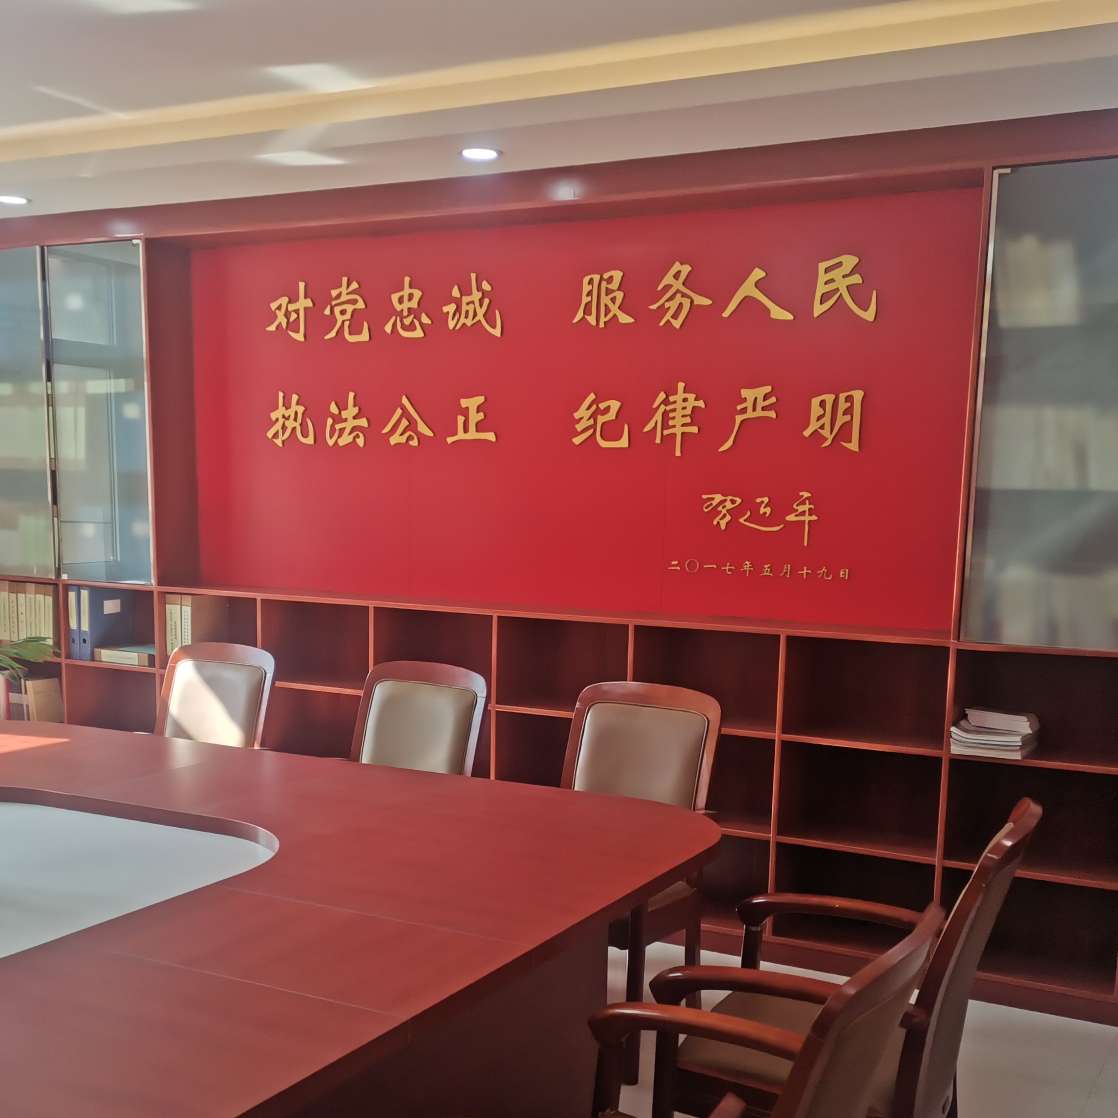 对党忠诚 服务人民
执法公正 纪律严明
习近平
二〇一七年五月十九日